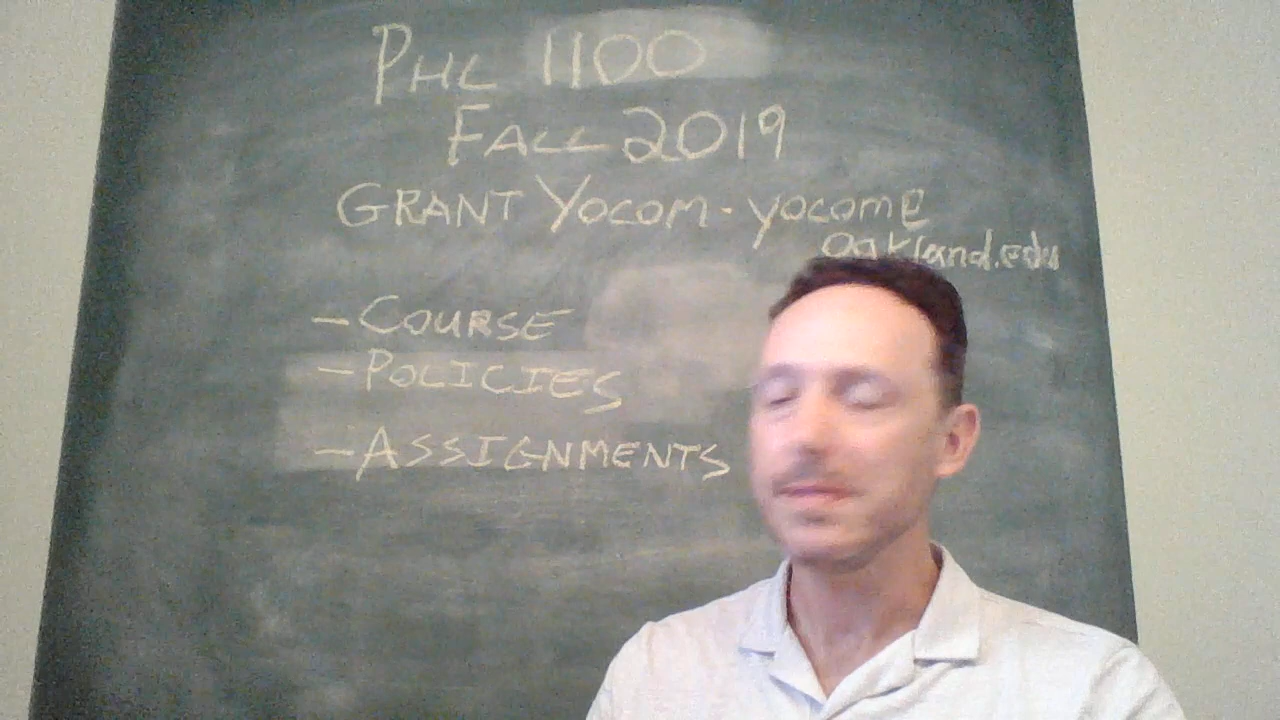 PHL 1100
FALL 2019
GRANT YOCOM - yocom@
oakland.edu
- COURSE
- POLICIES
- ASSIGNMENTS